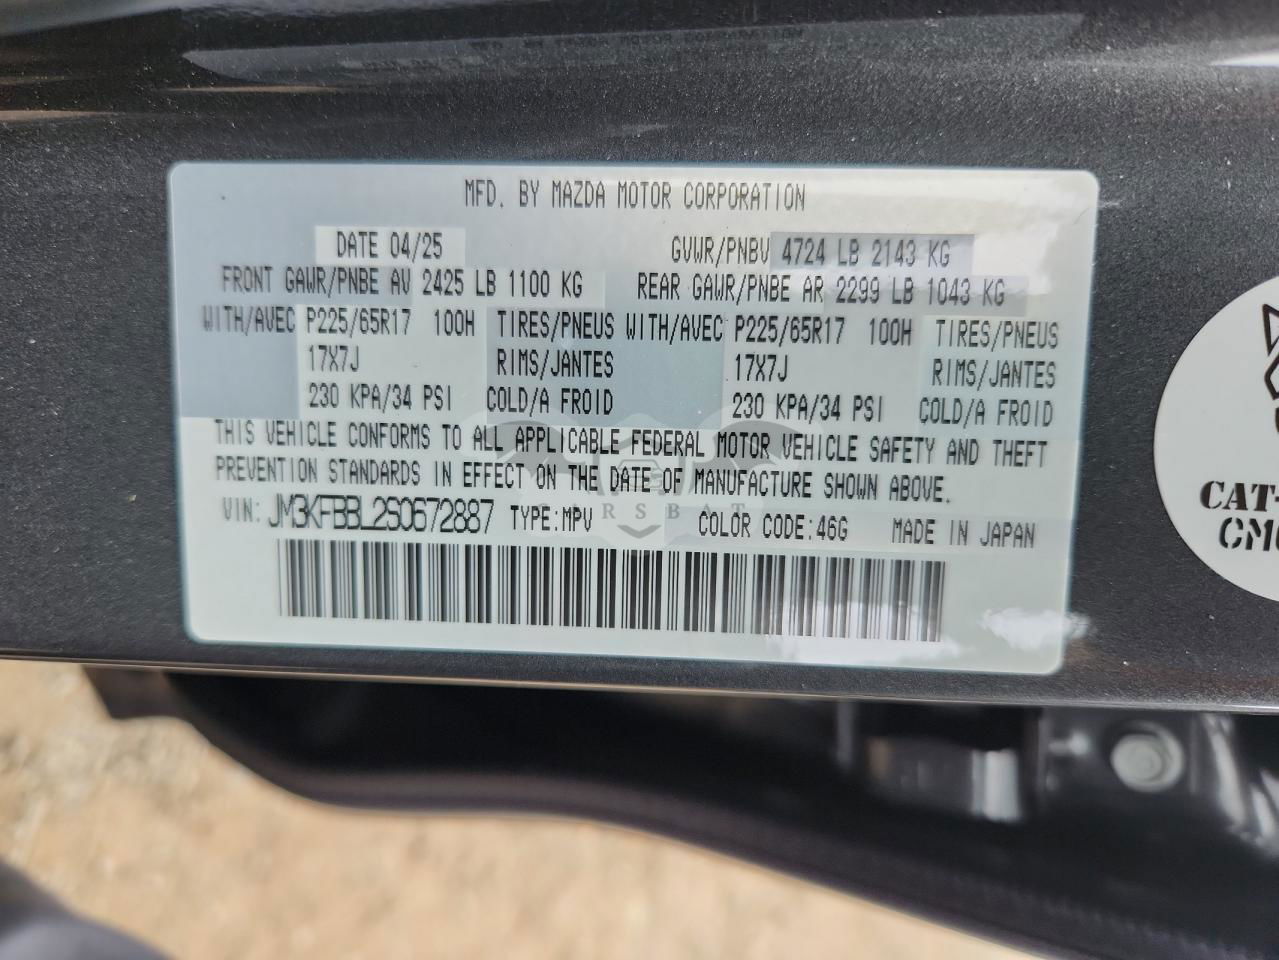 MFD. BY MAZDA MOTOR CORPORATION
DATE 04/25 GVWR/PNBV 4724 LB 2143 KG
FRONT GAWR/PNBE AV 2425 LB 1100 KG REAR GAWR/PNBE AR 2299 LB 1043 KG
WITH/AVEC P225/65R17 100H TIRES/PNEUS WITH/AVEC P225/65R17 100H TIRES/PNEUS
17X7J RIMS/JANTES 17X7J RIMS/JANTES
230 KPA/34 PSI COLD/A FROID 230 KPA/34 PSI COLD/A FROID
THIS VEHICLE CONFORMS TO ALL APPLICABLE FEDERAL MOTOR VEHICLE SAFETY AND THEFT
PREVENTION STANDARDS IN EFFECT ON THE DATE OF MANUFACTURE SHOWN ABOVE.
VIN: JM3KFBBL2S0672887 TYPE:MPV COLOR CODE:46G MADE IN JAPAN
CAT